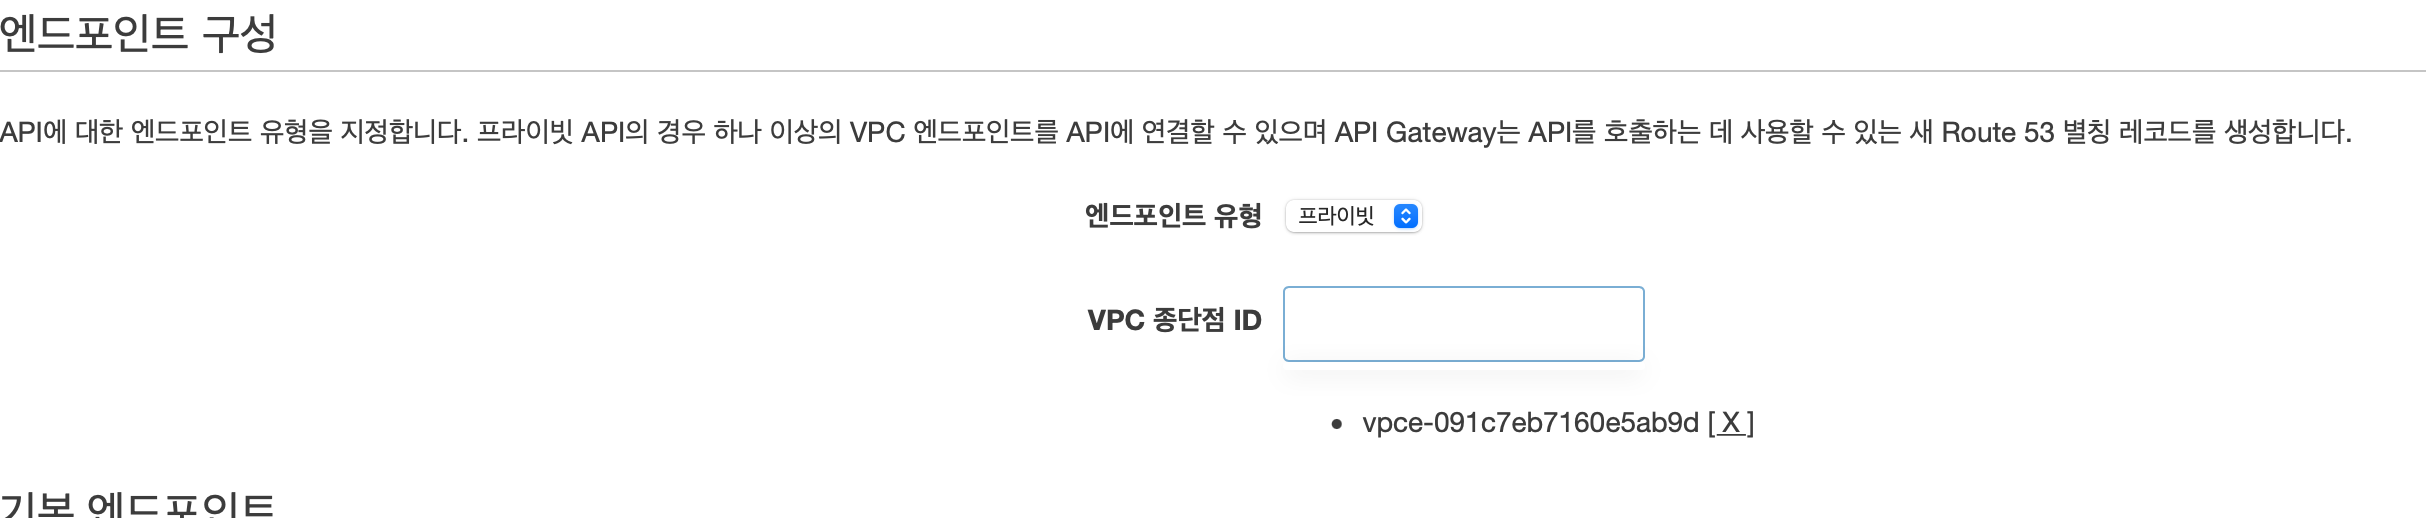 엔드포인트 구성
API에 대한 엔드포인트 유형을 지정합니다. 프라이빗 API의 경우 하나 이상의 VPC 엔드포인트를 API에 연결할 수 있으며 API Gateway는 API를 호출하는 데 사용할 수 있는 새 Route 53 별칭 레코드를 생성합니다.
엔드포인트 유형 프라이빗
VPC 종단점 ID
• vpce-091c7eb7160e5ab9d [ X ]
기본 엔드포인트